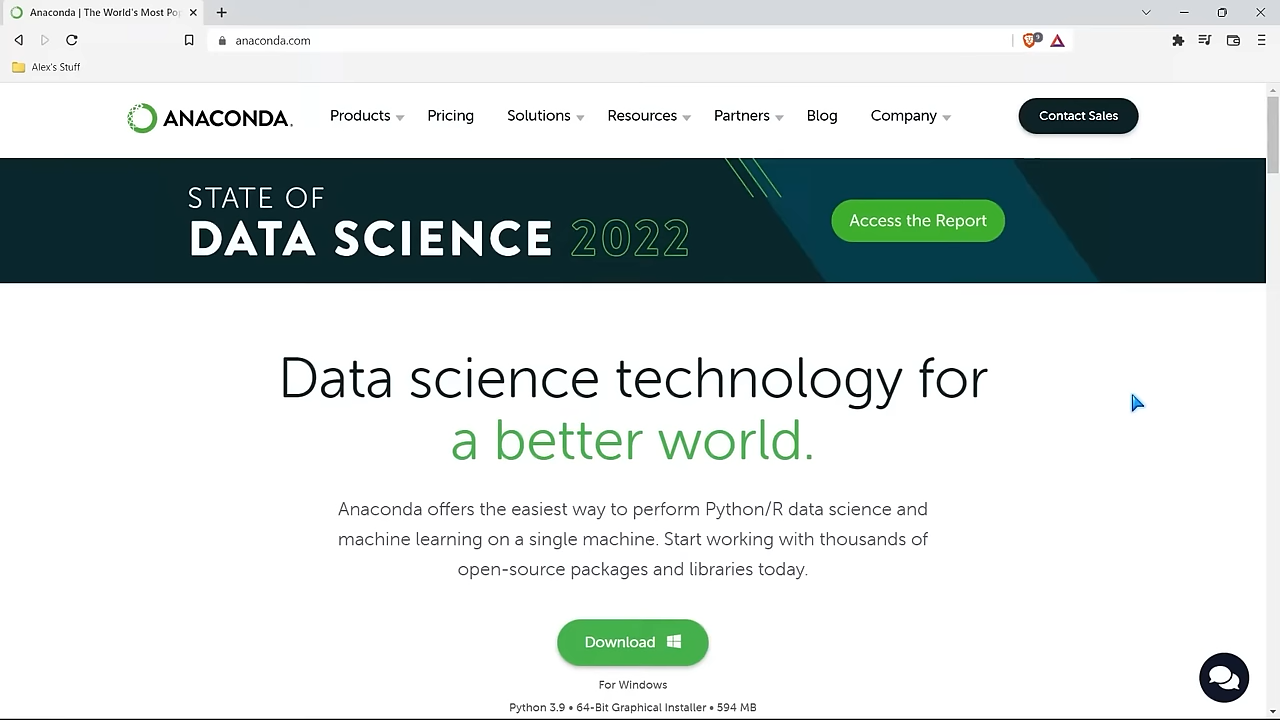 Anaconda | The World's Most Po
anaconda.com
9
Alex's Stuff
ANACONDA.
Products
Pricing
Solutions
Resources
Partners
Blog
Company
Contact Sales
STATE OF
DATA SCIENCE 2022
Access the Report
Data science technology for
a better world.
Anaconda offers the easiest way to perform Python/R data science and
machine learning on a single machine. Start working with thousands of
open-source packages and libraries today.
Download
For Windows
Python 3.9 • 64-Bit Graphical Installer • 594 MB